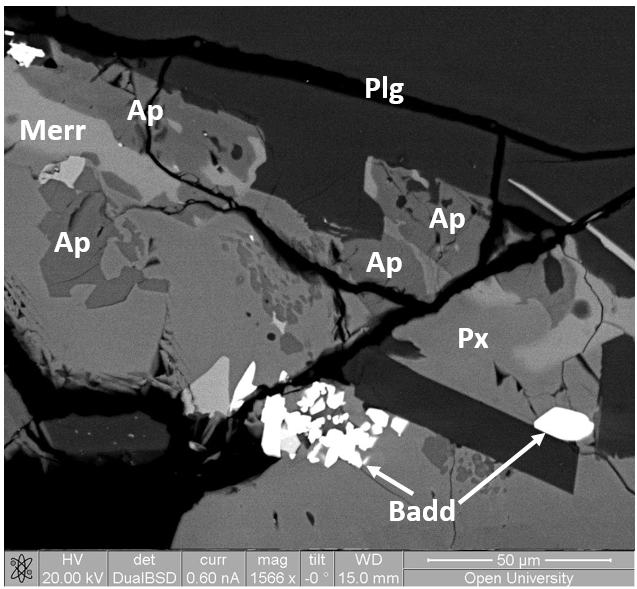 Plg
Ap
Merr
Ap
Ap
Ap
Px
Badd
HV det curr mag tilt WD 50 µm
20.00 kV DualBSD 0.60 nA 1566 x -0 ° 15.0 mm Open University